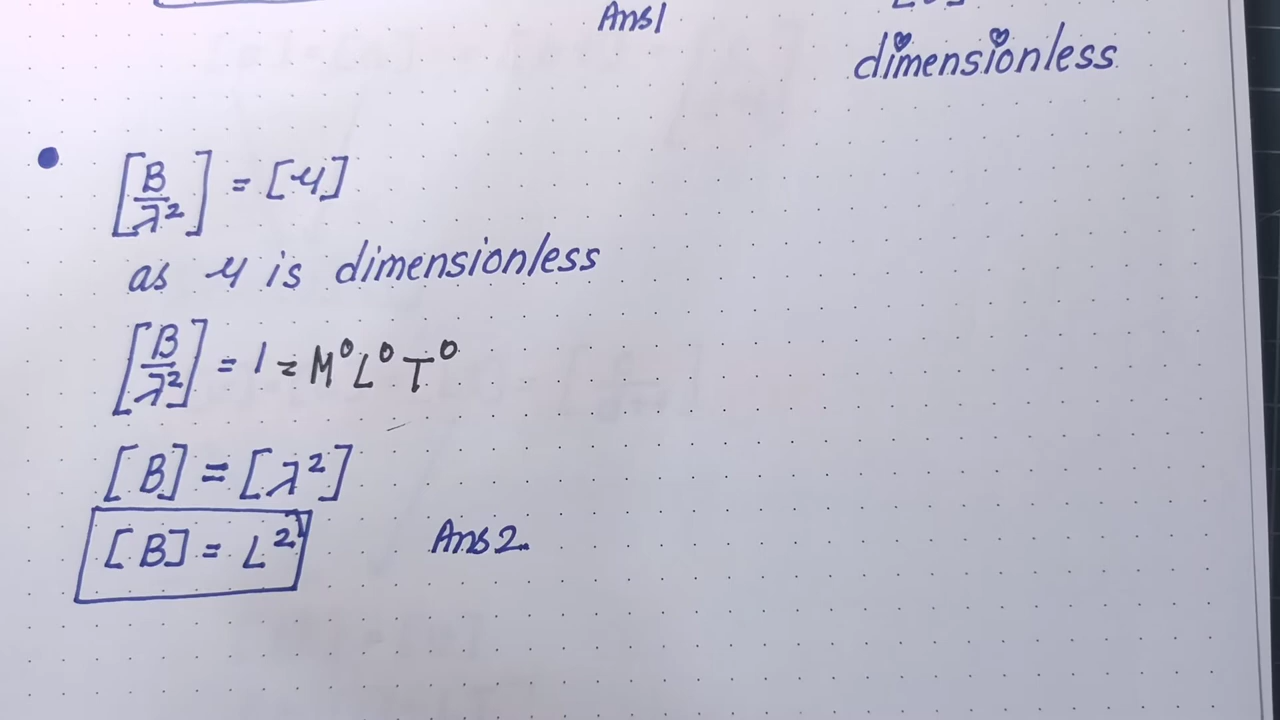 Ans1
dimensionless
[B/λ²] = [μ]
as μ is dimensionless
[B/λ²] = 1 = M⁰L⁰T⁰
[B] = [λ²]
[B] = L² Ans2.